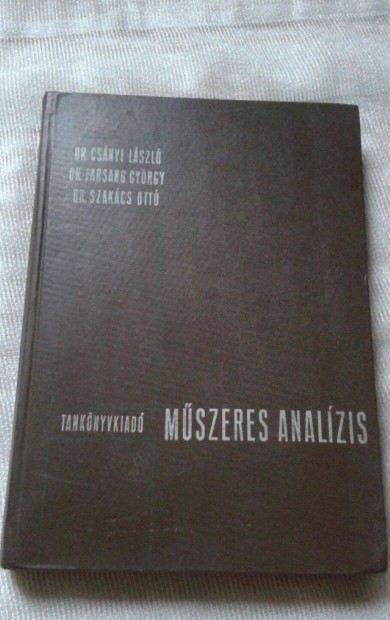 DR. CSÁNYI LÁSZLÓ
DR. FARSANG GYÖRGY
DR. SZAKÁCS OTTÓ
TANKÖNYVKIADÓ MŰSZERES ANALÍZIS